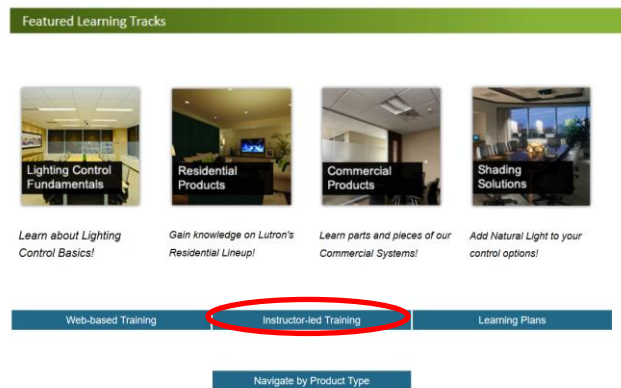 Featured Learning Tracks
Lighting Control
Fundamentals
Residential
Products
Commercial
Products
Shading
Solutions
Learn about Lighting
Control Basics!
Gain knowledge on Lutron's
Residential Lineup!
Learn parts and pieces of our
Commercial Systems!
Add Natural Light to your
control options!
Web-based Training
Instructor-led Training
Learning Plans
Navigate by Product Type